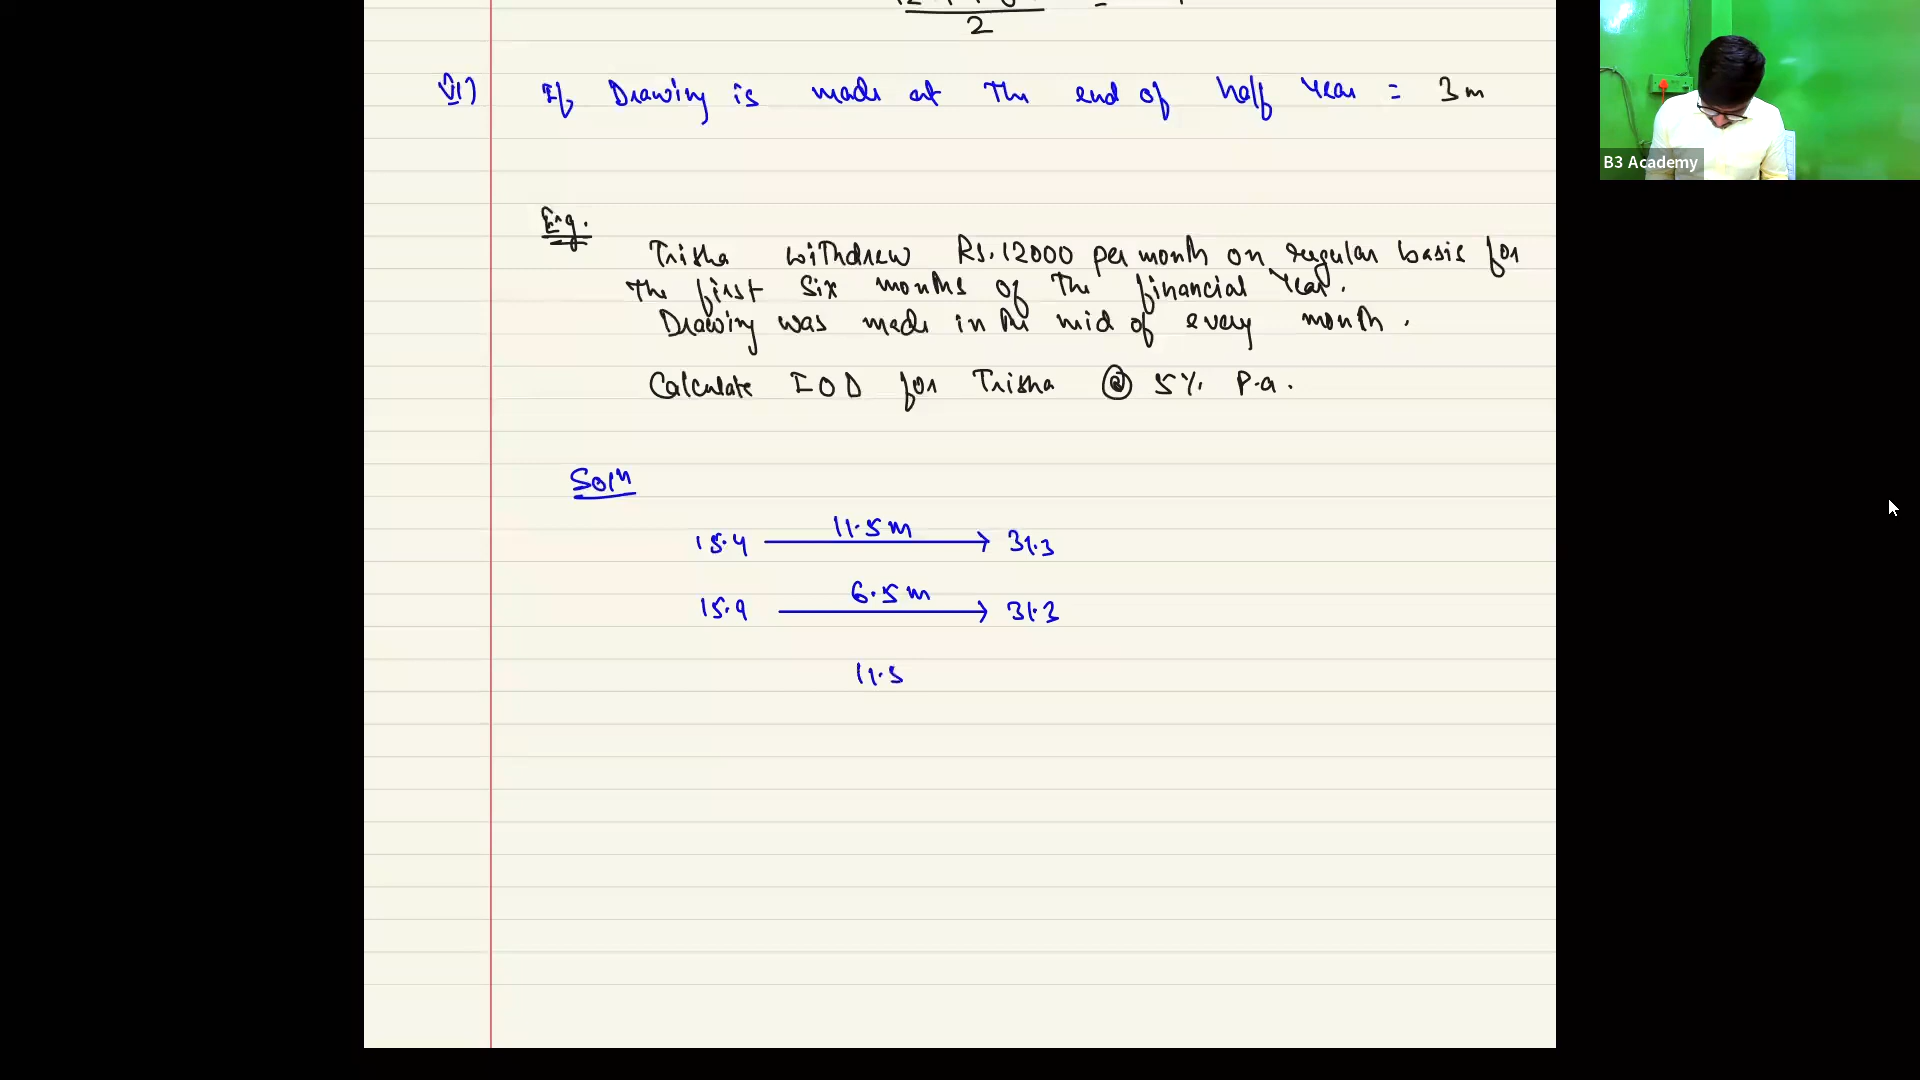 2
VI) If Drawing is made at the end of half year = 3m
B3 Academy
E.g.
Trisha withdrew Rs.12000 per month on regular basis for
the first six months of the financial year.
Drawing was made in the mid of every month.
Calculate IOD for Trisha @ 5% p.a.
Soln
11.5m
15.4 → 31.3
6.5m
15.9 → 31.3
11.5